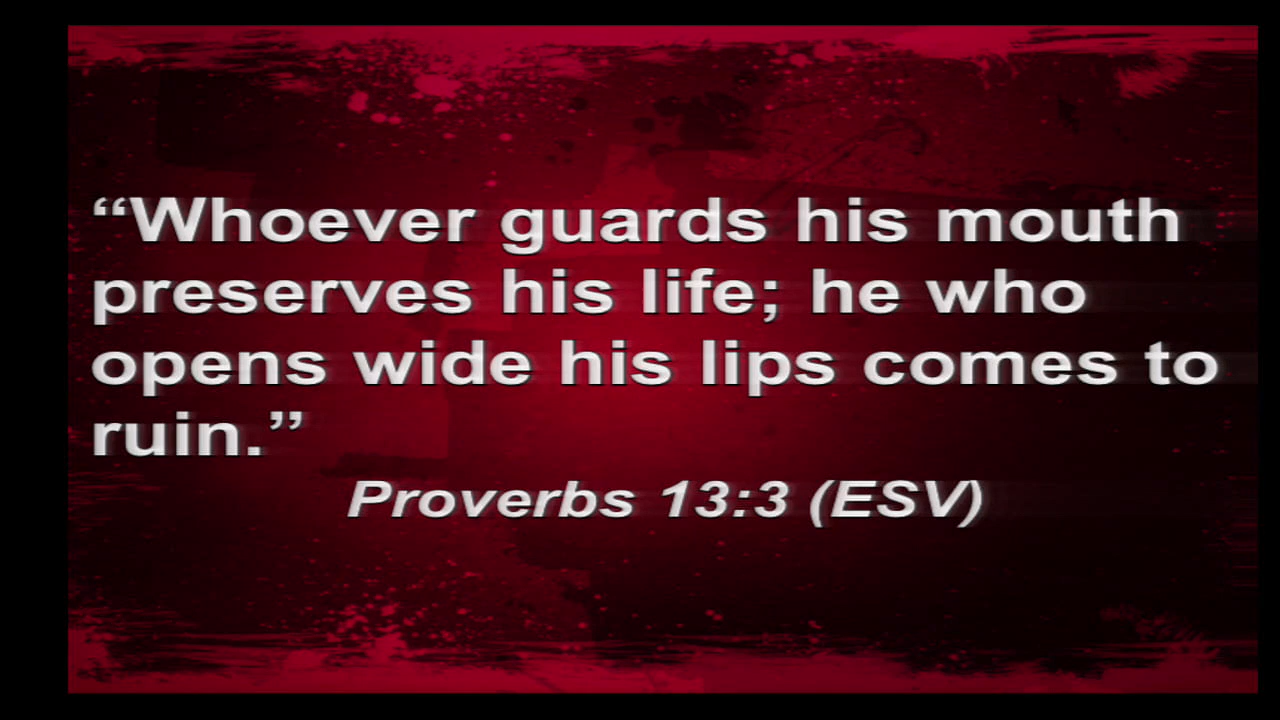 “Whoever guards his mouth
preserves his life; he who
opens wide his lips comes to
ruin.”
Proverbs 13:3 (ESV)